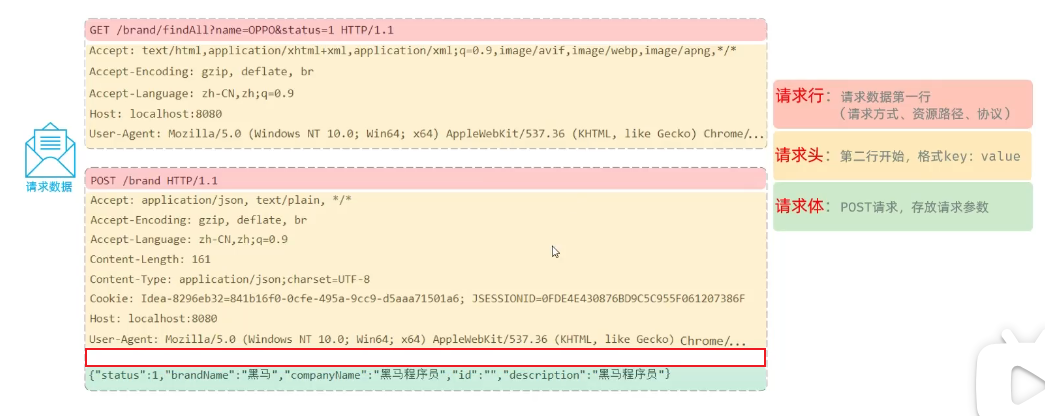 GET /brand/findAll?name=OPPO&status=1 HTTP/1.1
Accept: text/html,application/xhtml+xml,application/xml;q=0.9,image/avif,image/webp,image/apng,*/*
Accept-Encoding: gzip, deflate, br
Accept-Language: zh-CN,zh;q=0.9
Host: localhost:8080
User-Agent: Mozilla/5.0 (Windows NT 10.0; Win64; x64) AppleWebKit/537.36 (KHTML, like Gecko) Chrome/...
请求数据
POST /brand HTTP/1.1
Accept: application/json, text/plain, */*
Accept-Encoding: gzip, deflate, br
Accept-Language: zh-CN,zh;q=0.9
Content-Length: 161
Content-Type: application/json;charset=UTF-8
Cookie: Idea-8296eb32=841b16f0-0cfe-495a-9cc9-d5aaa71501a6; JSESSIONID=0FDE4E430876BD9C5C955F061207386F
Host: localhost:8080
User-Agent: Mozilla/5.0 (Windows NT 10.0; Win64; x64) AppleWebKit/537.36 (KHTML, like Gecko) Chrome/...
{"status":1,"brandName":"黑马","companyName":"黑马程序员","id":"","description":"黑马程序员"}
请求行：请求数据第一行
（请求方式、资源路径、协议）
请求头：第二行开始，格式key: value
请求体：POST请求，存放请求参数